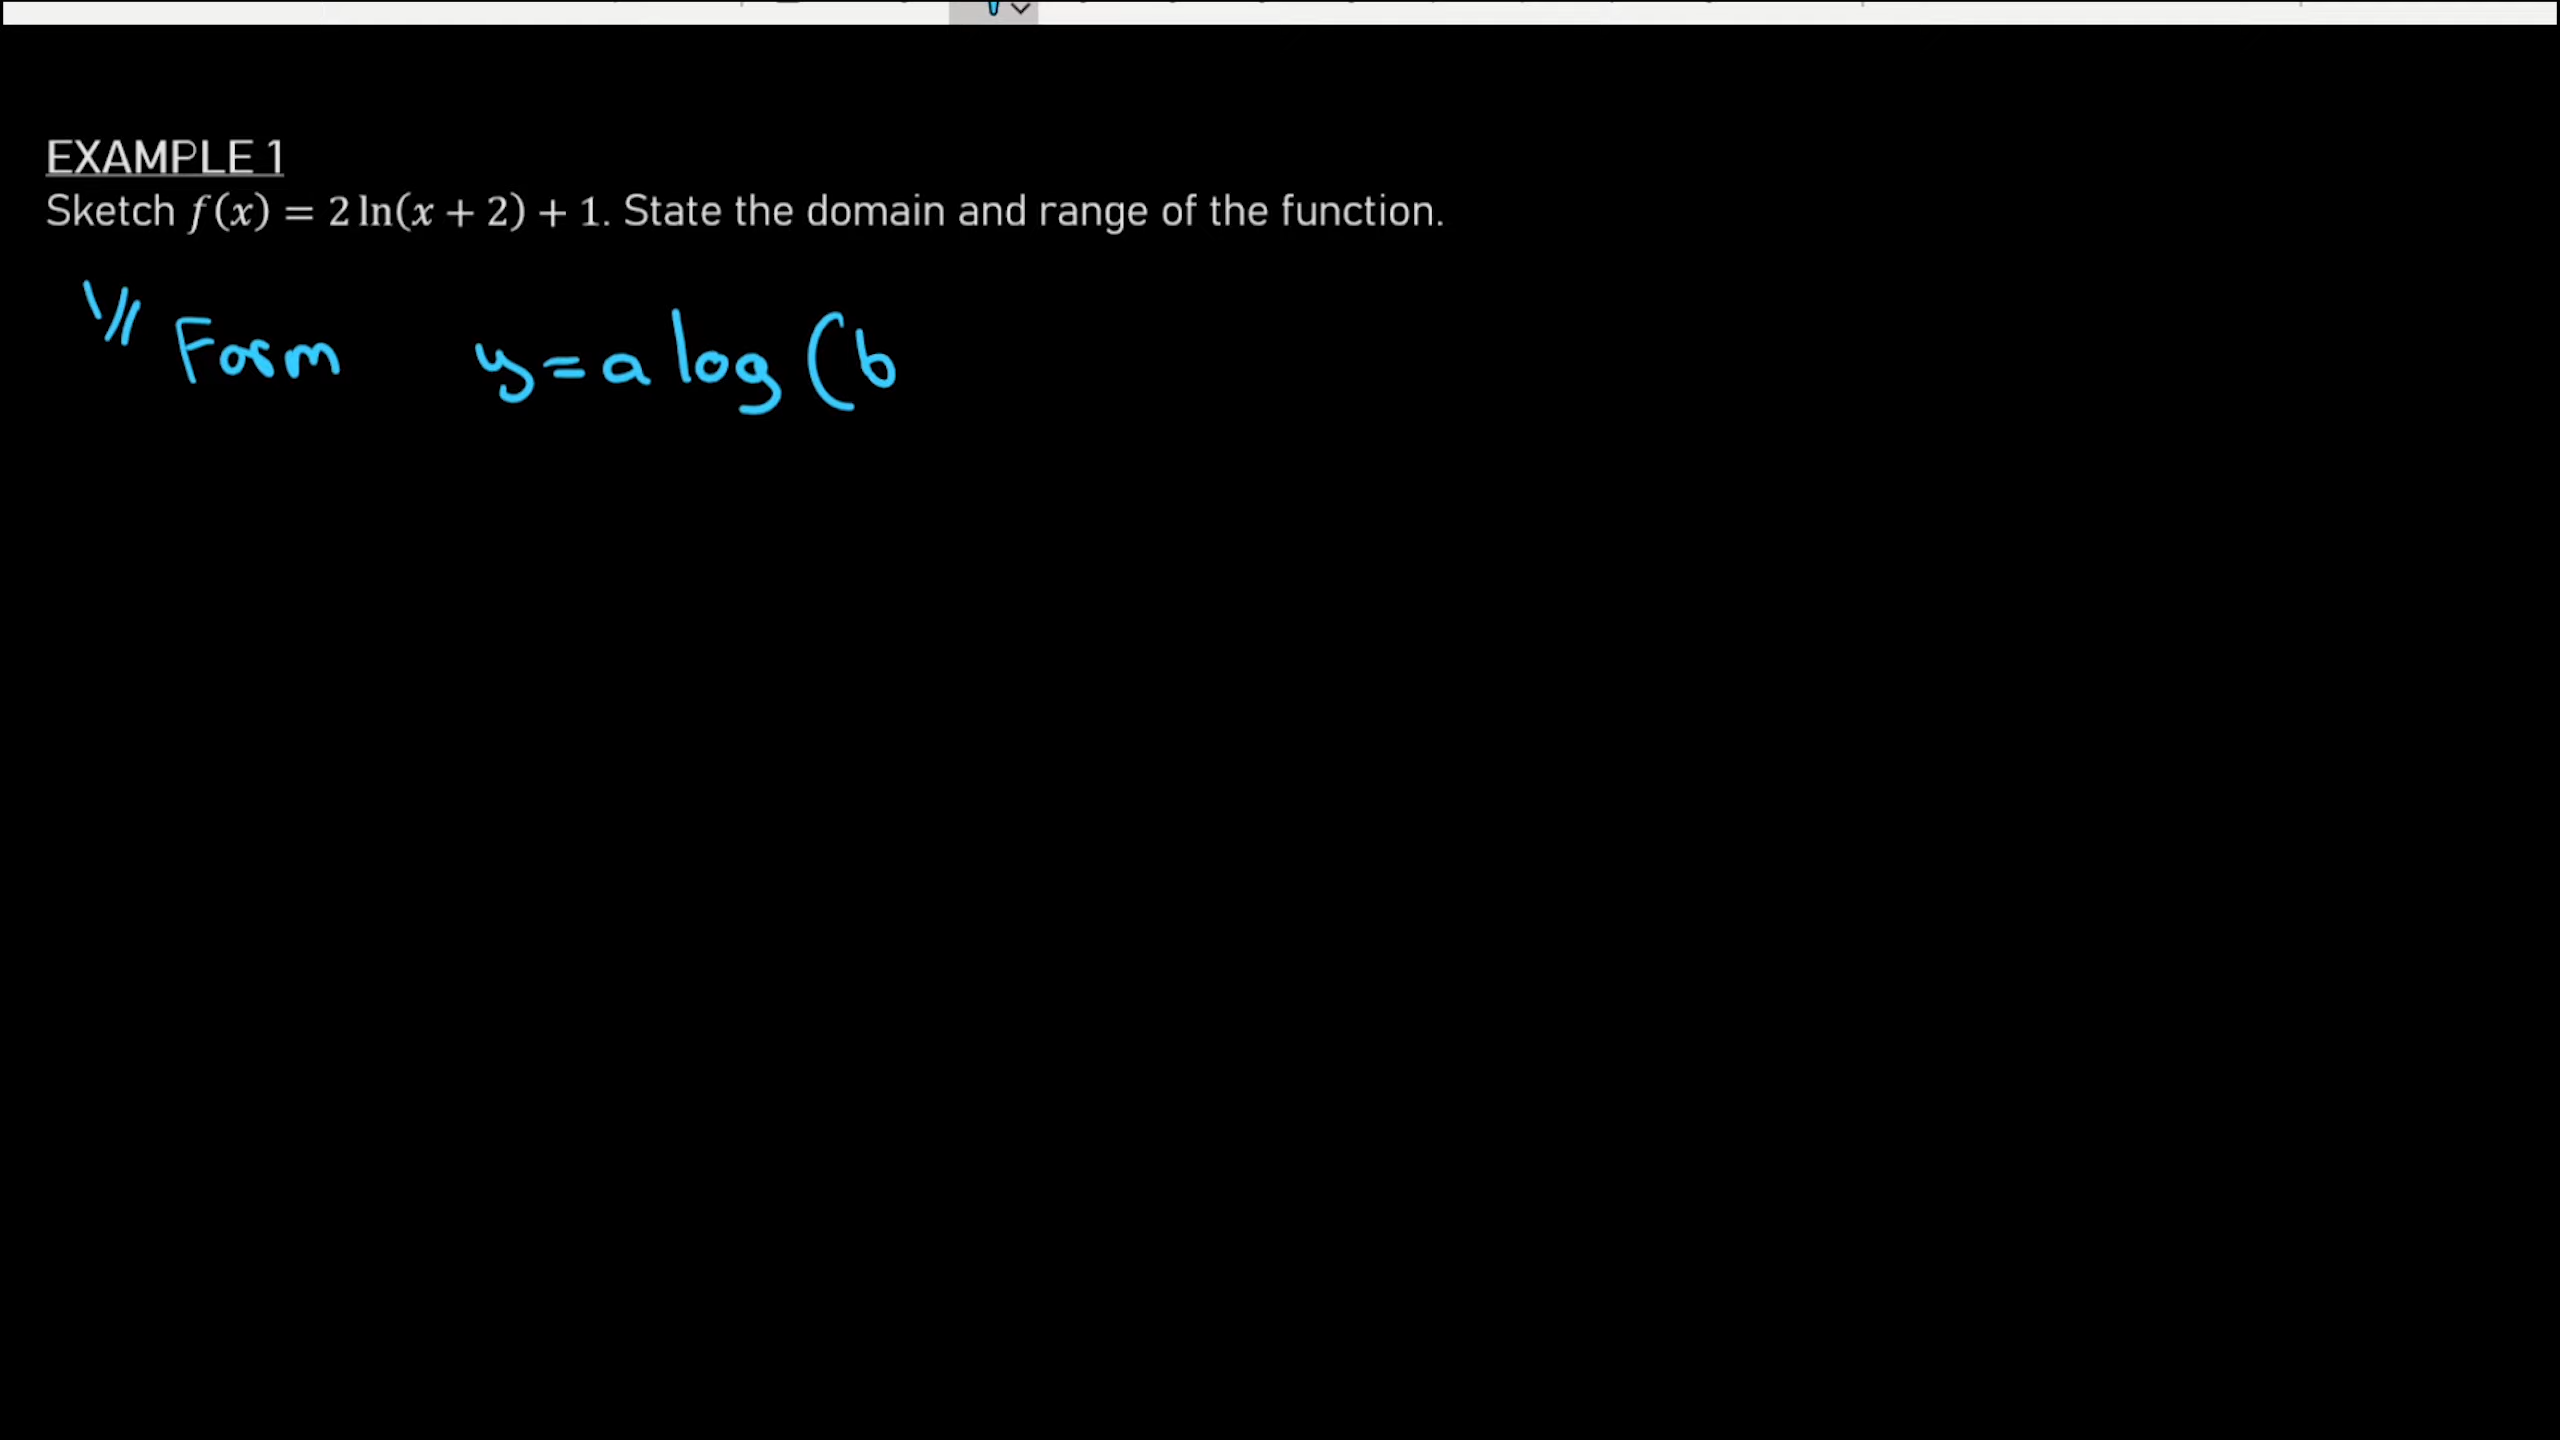 EXAMPLE 1
Sketch f(x) = 2 ln(x + 2) + 1. State the domain and range of the function.
1// Form y = a log (b